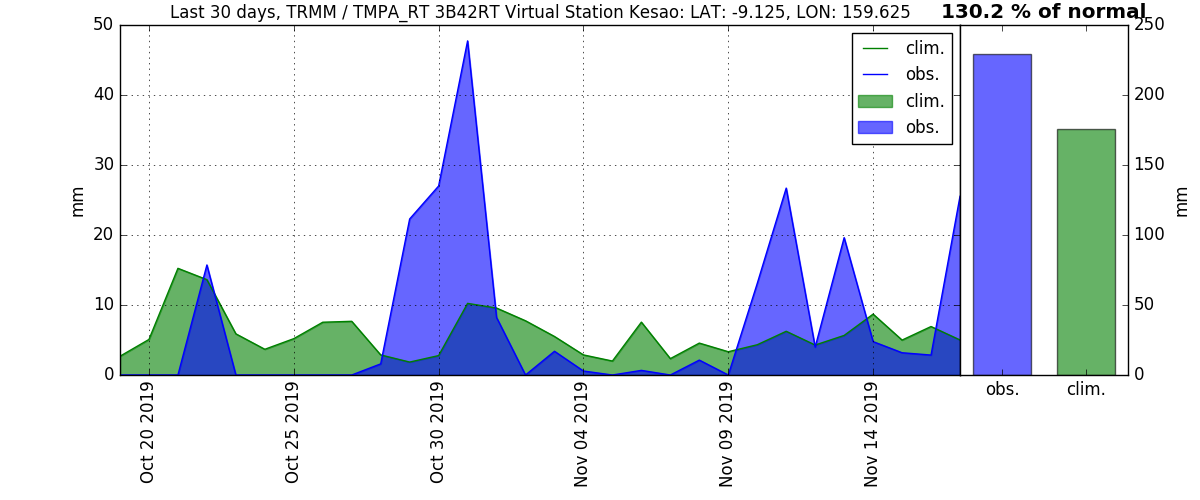 Last 30 days, TRMM / TMPA_RT 3B42RT Virtual Station Kesao: LAT: -9.125, LON: 159.625
130.2 % of normal
50
40
30
20
10
0
mm
clim.
obs.
clim.
obs.
250
200
150
100
50
0
mm
Oct 20 2019
Oct 25 2019
Oct 30 2019
Nov 04 2019
Nov 09 2019
Nov 14 2019
obs.
clim.